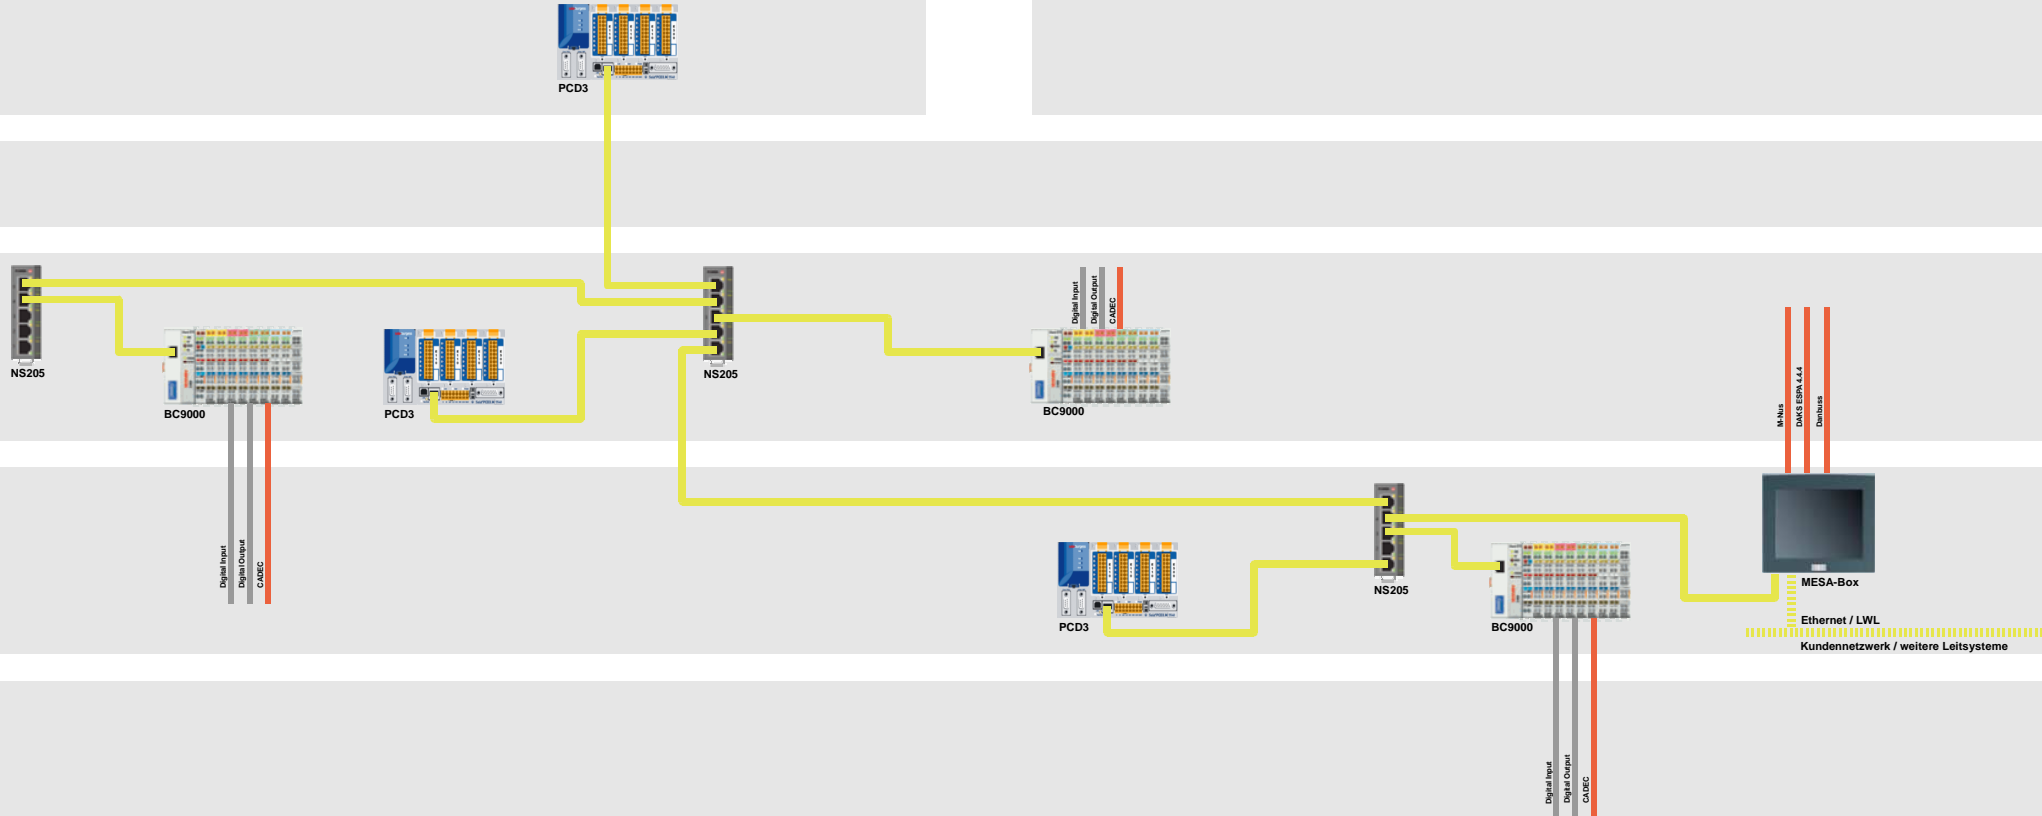 PCD3
NS205
BC9000
Digital Input
Digital Output
CADEC
PCD3
NS205
Digital Input
Digital Output
CADEC
BC9000
M-Nus
DAKS ESPA 4.4.4
Danbuss
MESA-Box
Ethernet / LWL
Kundennetzwerk / weitere Leitsysteme
PCD3
NS205
BC9000
Digital Input
Digital Output
CADEC